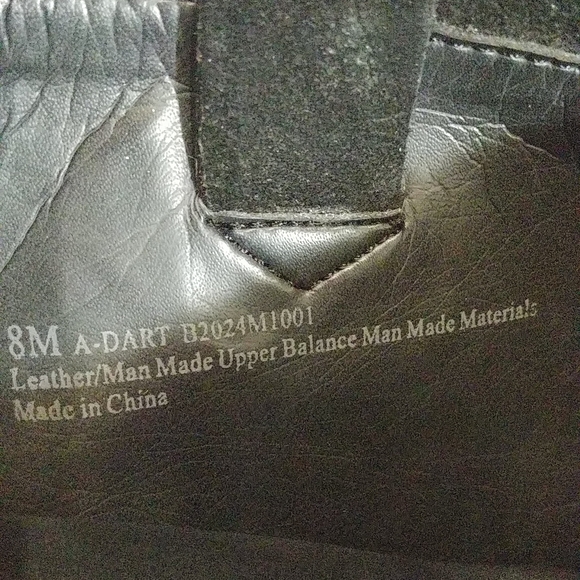 8M A-DART B2024M1001
Leather/Man Made Upper Balance Man Made Materials
Made in China